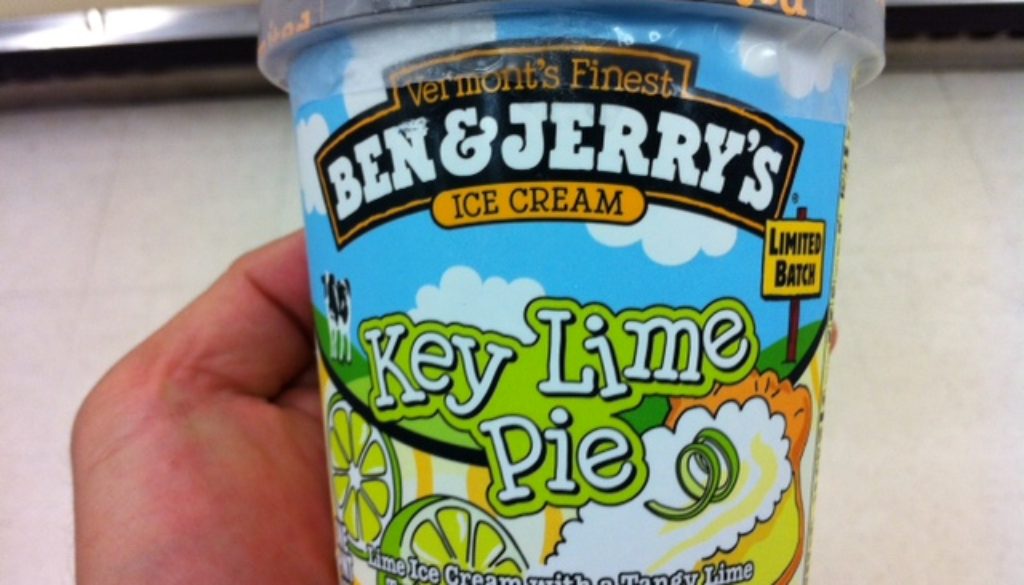 Vermont's Finest
BEN & JERRY'S
®
ICE CREAM
LIMITED
BATCH
Key Lime
Pie
Lime Ice Cream with a Tangy Lime